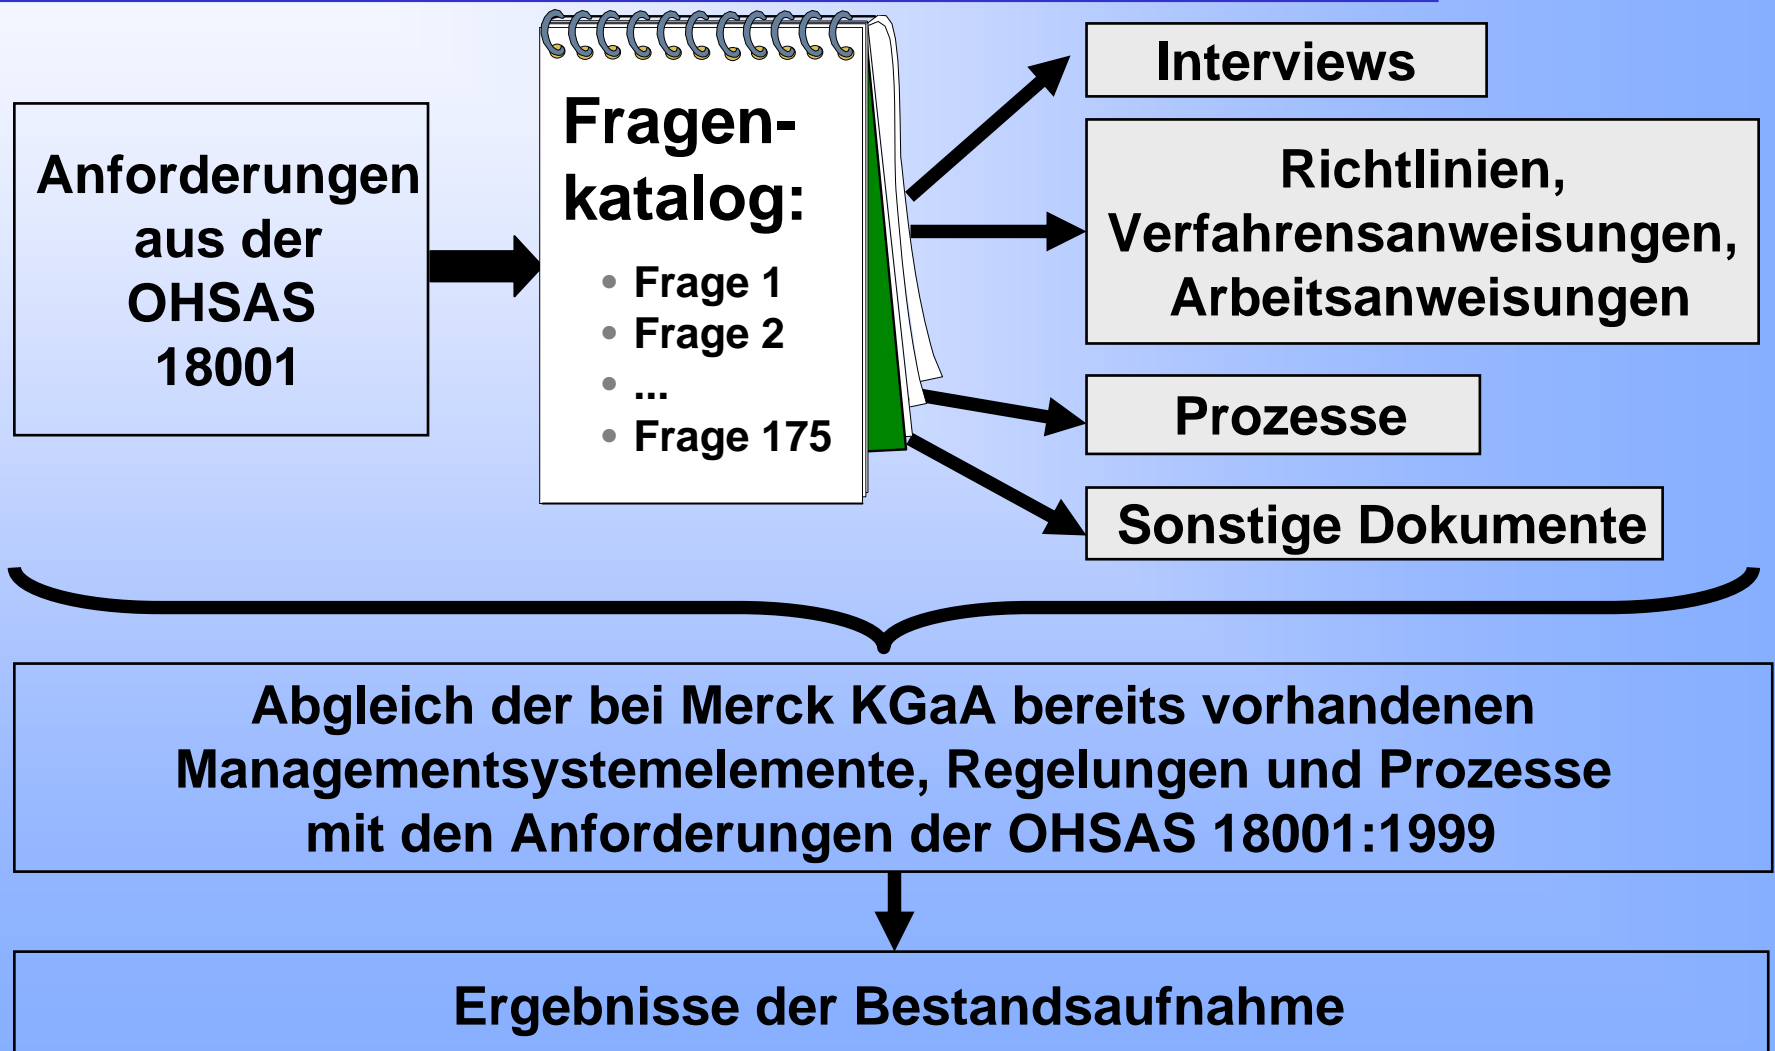 Anforderungen
aus der
OHSAS
18001
Fragen-
katalog:
• Frage 1
• Frage 2
• ...
• Frage 175
Interviews
Richtlinien,
Verfahrensanweisungen,
Arbeitsanweisungen
Prozesse
Sonstige Dokumente
Abgleich der bei Merck KGaA bereits vorhandenen
Managementsystemelemente, Regelungen und Prozesse
mit den Anforderungen der OHSAS 18001:1999
Ergebnisse der Bestandsaufnahme